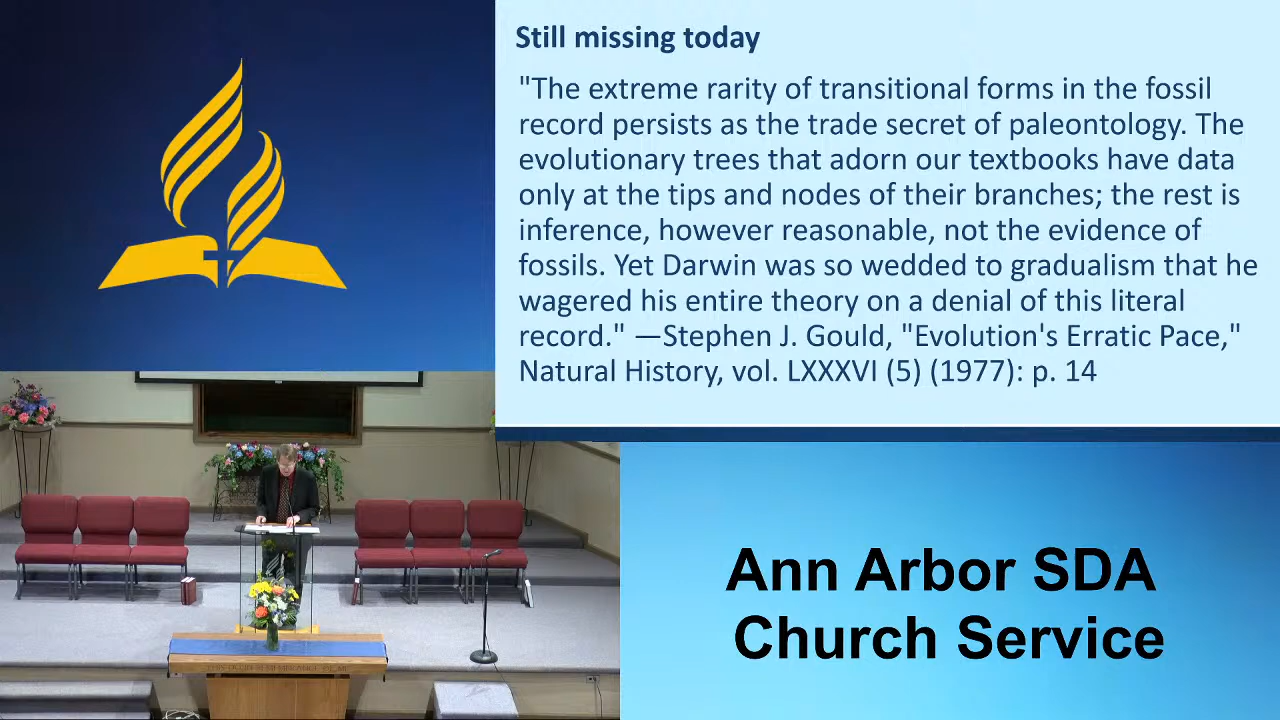 Still missing today
"The extreme rarity of transitional forms in the fossil
record persists as the trade secret of paleontology. The
evolutionary trees that adorn our textbooks have data
only at the tips and nodes of their branches; the rest is
inference, however reasonable, not the evidence of
fossils. Yet Darwin was so wedded to gradualism that he
wagered his entire theory on a denial of this literal
record." —Stephen J. Gould, "Evolution's Erratic Pace,"
Natural History, vol. LXXXVI (5) (1977): p. 14
Ann Arbor SDA
Church Service